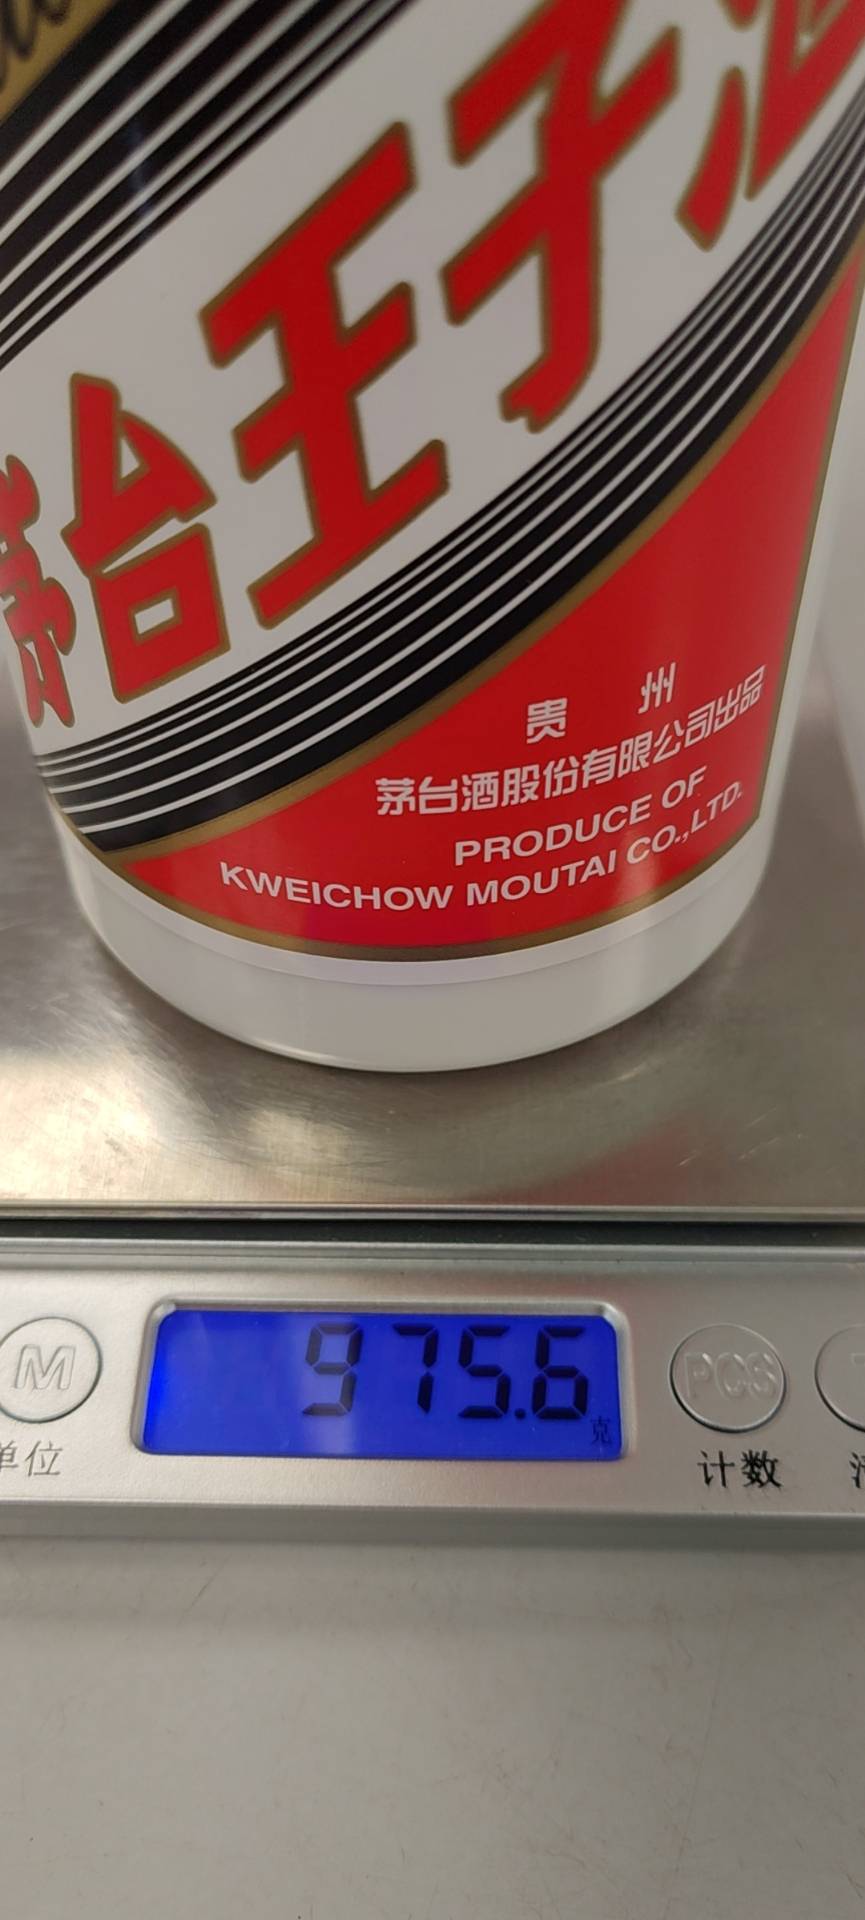 茅台王子酒
贵州
茅台酒股份有限公司出品
PRODUCE OF
KWEICHOW MOUTAI CO.,LTD.
M
975.6
克
PCS
单位
计数